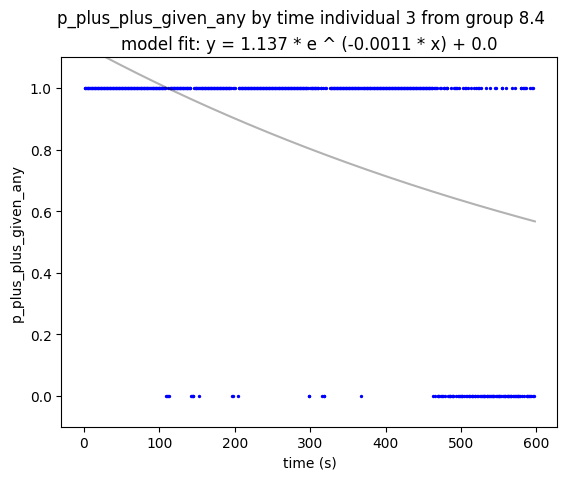 p_plus_plus_given_any by time individual 3 from group 8.4
model fit: y = 1.137 * e ^ (-0.0011 * x) + 0.0
p_plus_plus_given_any
1.0
0.8
0.6
0.4
0.2
0.0
0 100 200 300 400 500 600
time (s)